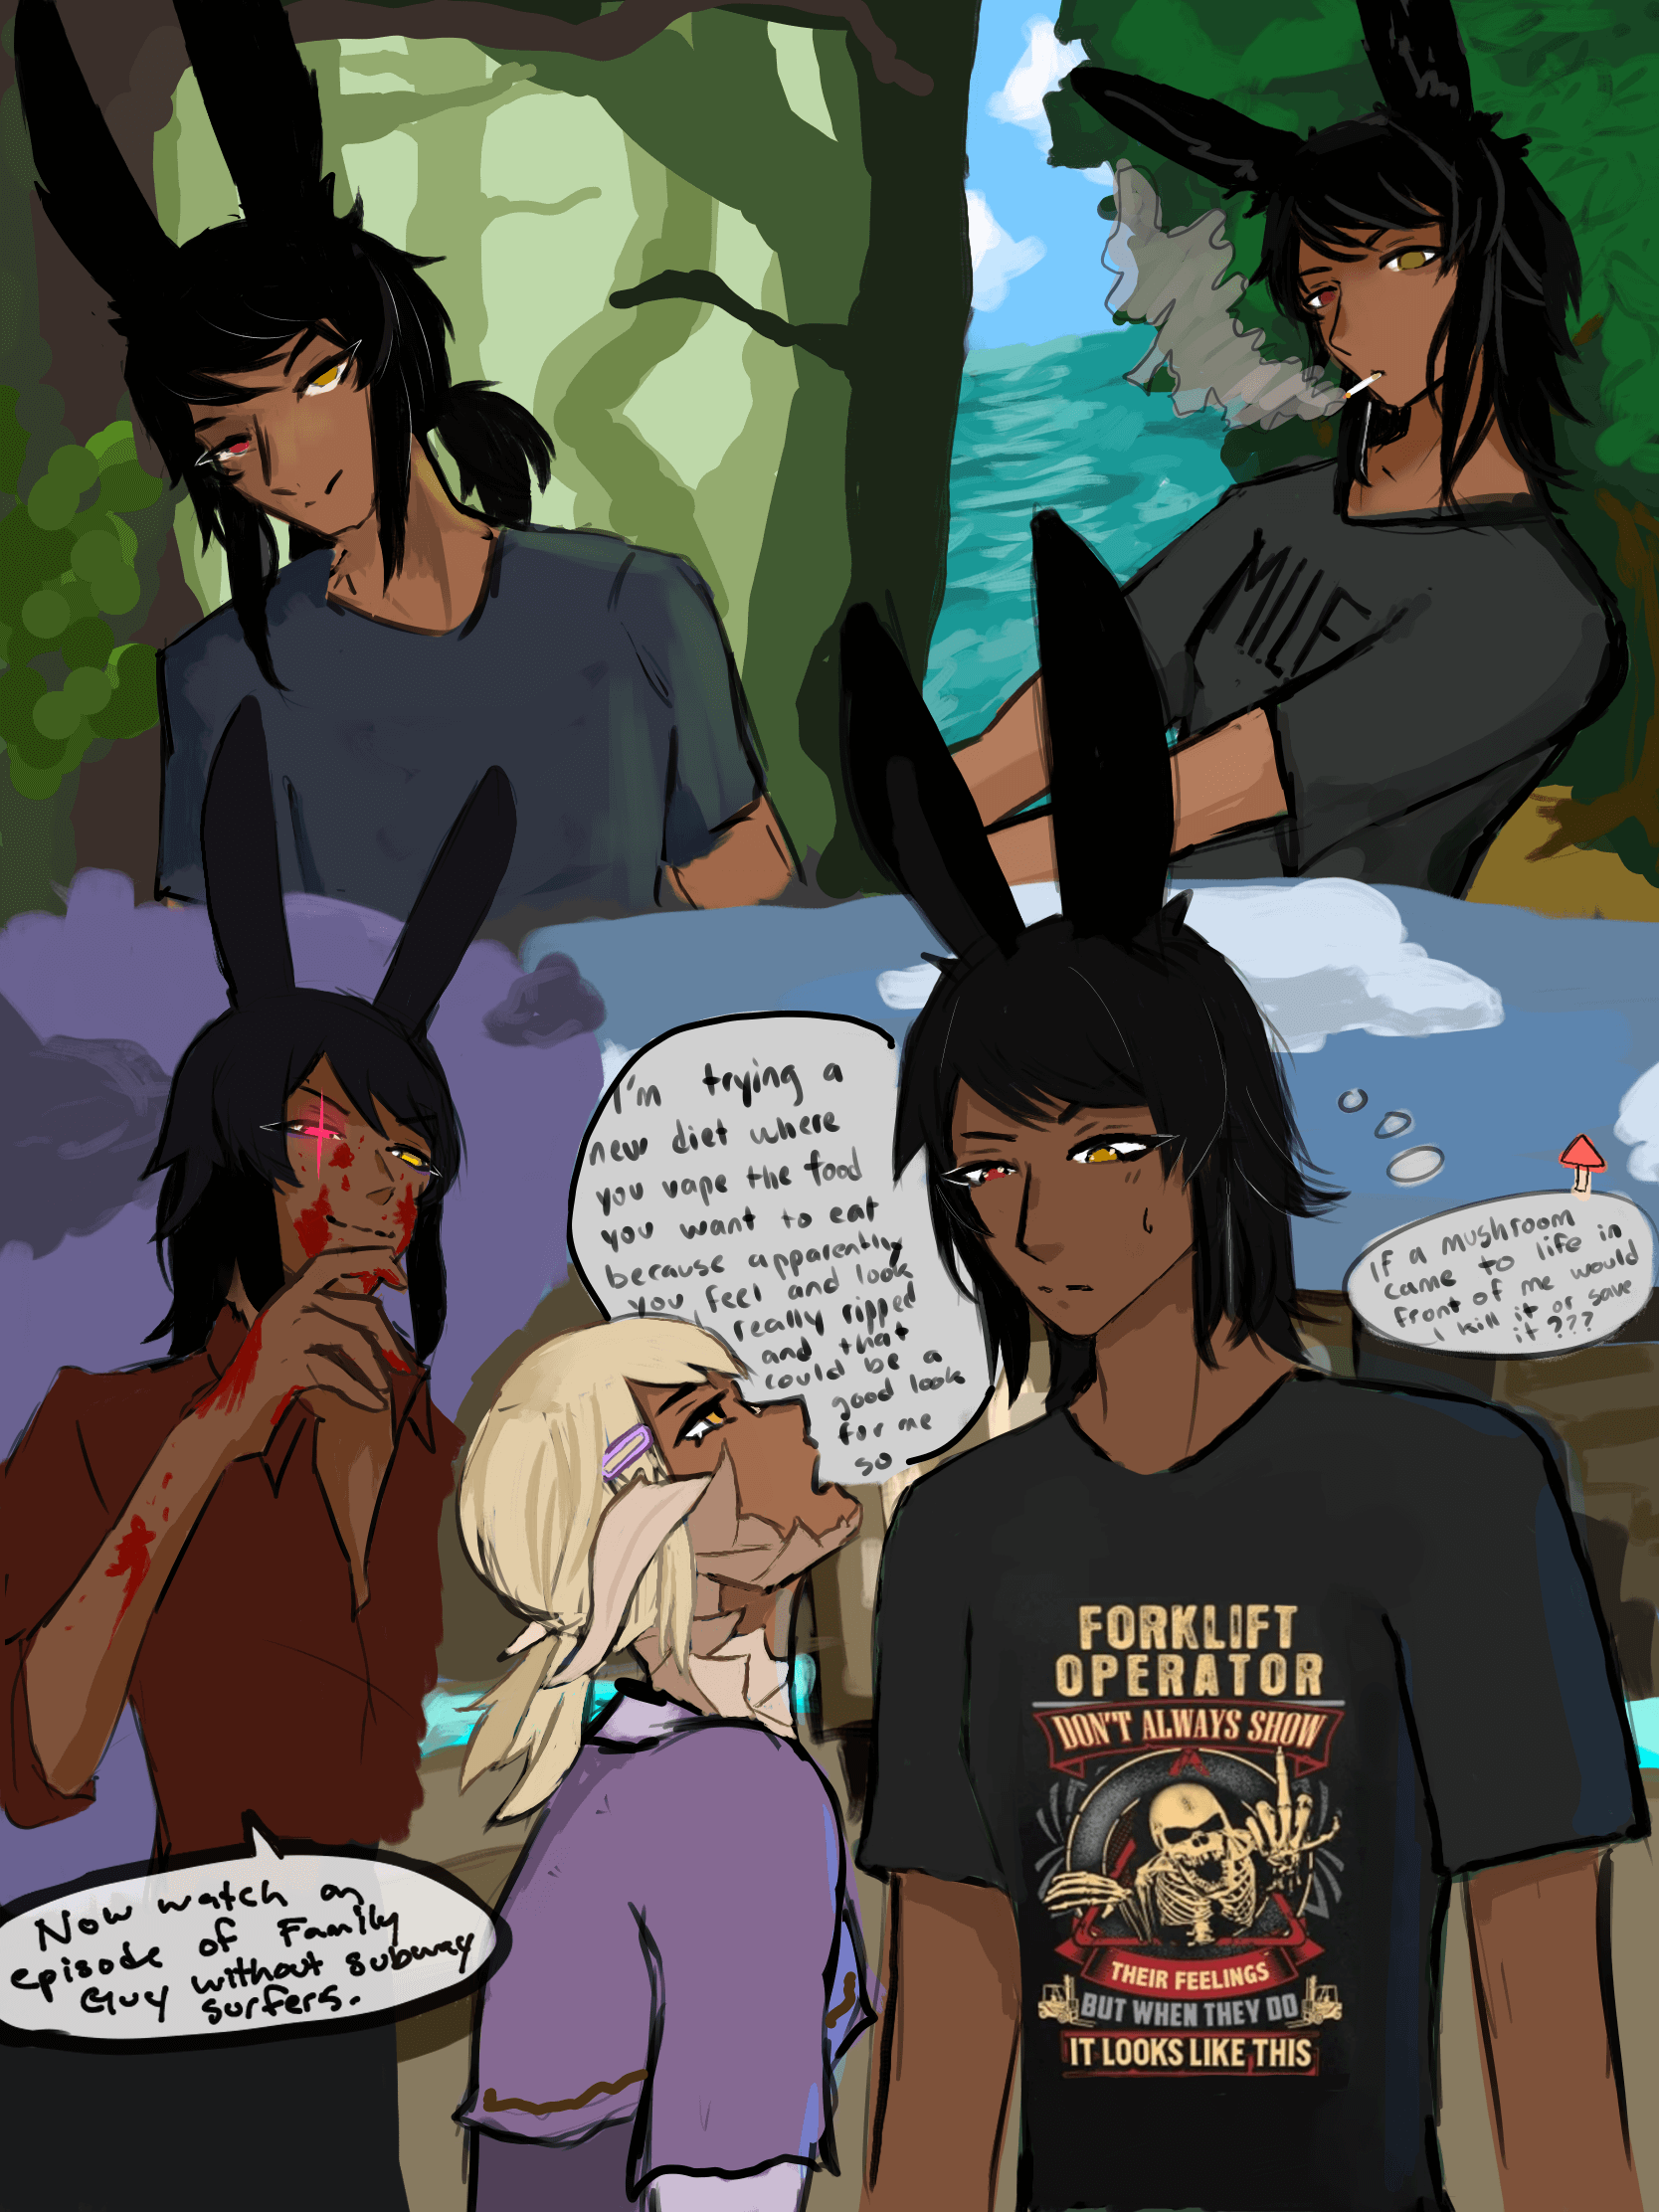 MILF
I'm trying a
new diet where
you vape the food
you want to eat
because apparently
you feel and look
really ripped
and that
could be a
good look
for me
so
If a mushroom
came to life in
front of me would
I kill it or save
it???
FORKLIFT
OPERATOR
DON'T ALWAYS SHOW
THEIR FEELINGS
BUT WHEN THEY DO
IT LOOKS LIKE THIS
Now watch an
episode of Family
Guy without subway
surfers.